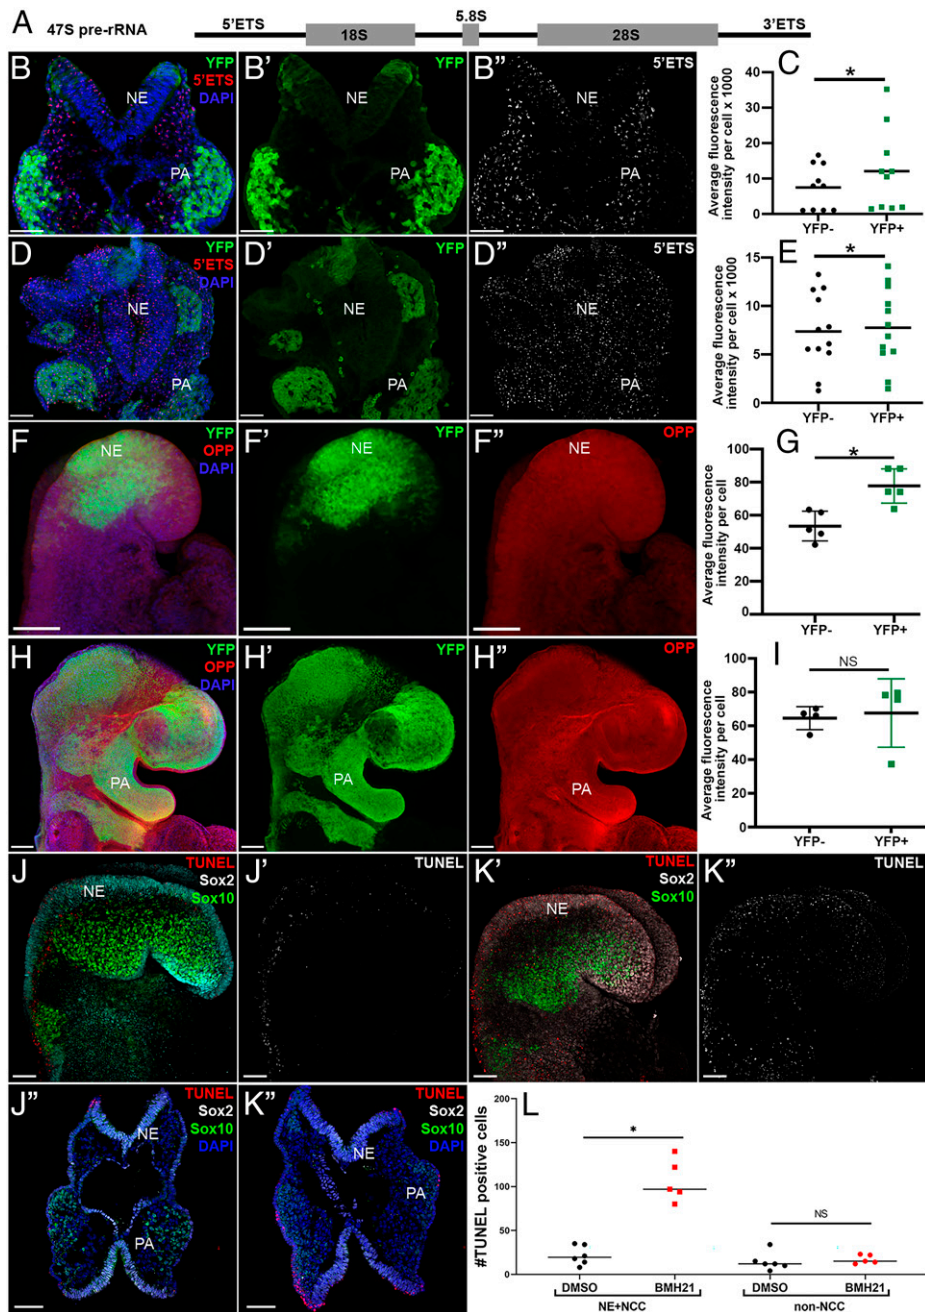 A 47S pre-rRNA 5'ETS 18S 5.8S 28S 3'ETS
B YFP 5'ETS DAPI NE PA
B' YFP NE PA
B" 5'ETS NE PA
C
Average fluorescence intensity per cell x 1000
40
30
20
10
0
*
YFP- YFP+
D YFP 5'ETS DAPI NE PA
D' YFP NE PA
D" 5'ETS NE PA
E
Average fluorescence intensity per cell x 1000
15
10
5
0
*
YFP- YFP+
F YFP OPP DAPI NE
F' YFP NE
F" OPP NE
G
Average fluorescence intensity per cell
100
80
60
40
20
0
*
YFP- YFP+
H YFP OPP DAPI PA
H' YFP PA
H" OPP PA
I
Average fluorescence intensity per cell
100
80
60
40
20
0
NS
YFP- YFP+
J TUNEL Sox2 Sox10 NE
J' TUNEL
K' TUNEL Sox2 Sox10 NE
K" TUNEL
J" TUNEL Sox2 Sox10 DAPI NE PA
K" TUNEL Sox2 Sox10 DAPI NE PA
L
#TUNEL positive cells
200
150
100
50
0
*
NS
DMSO BMH21 DMSO BMH21
NE+NCC non-NCC